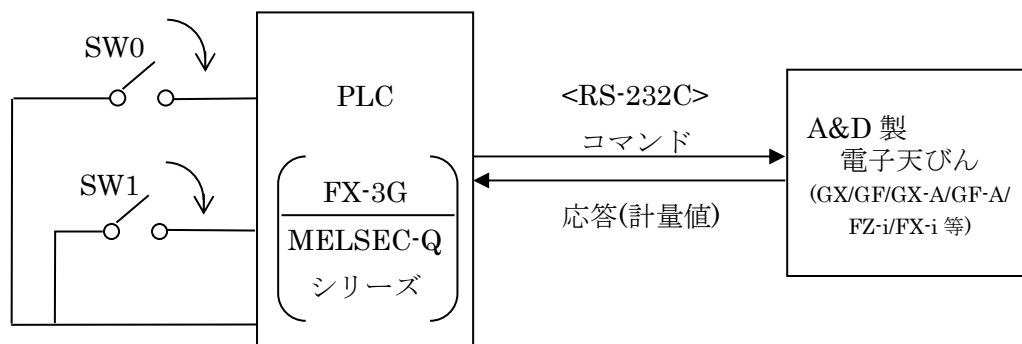 SW0
SW1
PLC
FX-3G
MELSEC-Q
シリーズ
<RS-232C>
コマンド
応答(計量値)
A&D 製
電子天びん
(GX/GF/GX-A/GF-A/
FZ-i/FX-i 等)